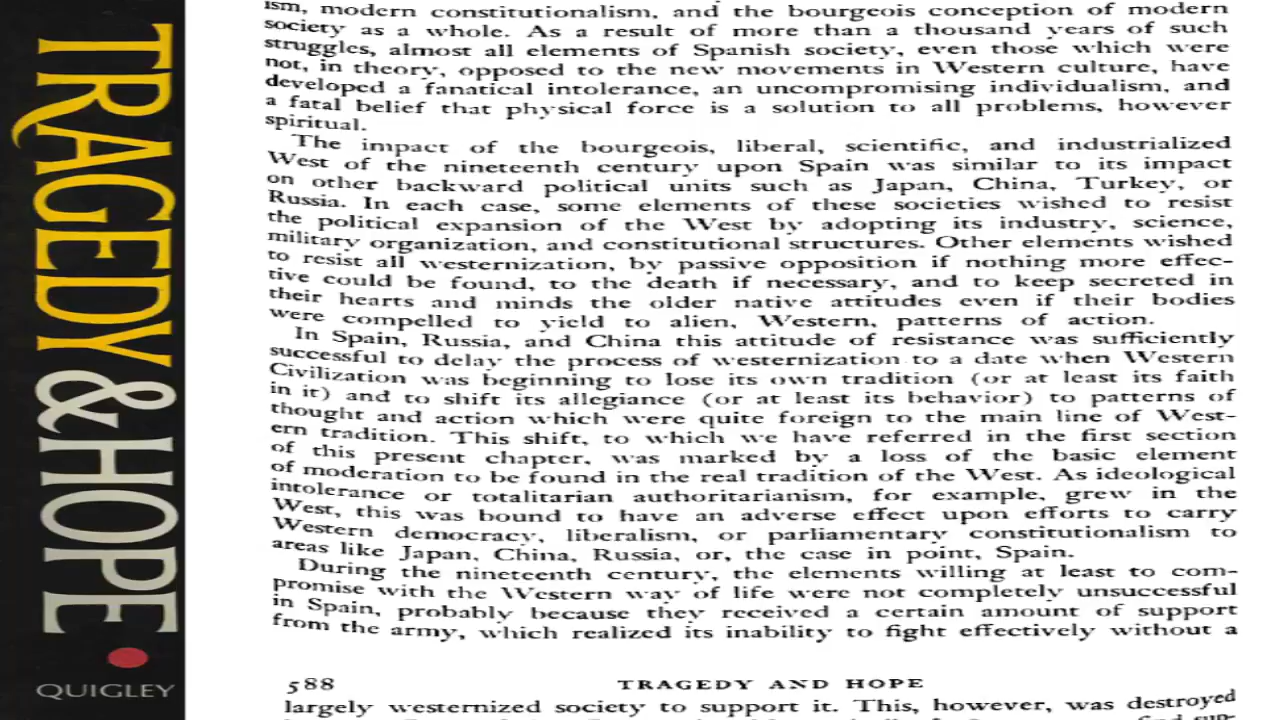 TRAGEDY & HOPE
QUIGLEY
ism, modern constitutionalism, and the bourgeois conception of modern
society as a whole. As a result of more than a thousand years of such
struggles, almost all elements of Spanish society, even those which were
not, in theory, opposed to the new movements in Western culture, have
developed a fanatical intolerance, an uncompromising individualism, and
a fatal belief that physical force is a solution to all problems, however
spiritual.
The impact of the bourgeois, liberal, scientific, and industrialized
West of the nineteenth century upon Spain was similar to its impact
on other backward political units such as Japan, China, Turkey, or
Russia. In each case, some elements of these societies wished to resist
the political expansion of the West by adopting its industry, science,
military organization, and constitutional structures. Other elements wished
to resist all westernization, by passive opposition if nothing more effec-
tive could be found, to the death if necessary, and to keep secreted in
their hearts and minds the older native attitudes even if their bodies
were compelled to yield to alien, Western, patterns of action.
In Spain, Russia, and China this attitude of resistance was sufficiently
successful to delay the process of westernization to a date when Western
Civilization was beginning to lose its own tradition (or at least its faith
in it) and to shift its allegiance (or at least its behavior) to patterns of
thought and action which were quite foreign to the main line of West-
ern tradition. This shift, to which we have referred in the first section
of this present chapter, was marked by a loss of the basic element
of moderation to be found in the real tradition of the West. As ideological
intolerance or totalitarian authoritarianism, for example, grew in the
West, this was bound to have an adverse effect upon efforts to carry
Western democracy, liberalism, or parliamentary constitutionalism to
areas like Japan, China, Russia, or, the case in point, Spain.
During the nineteenth century, the elements willing at least to com-
promise with the Western way of life were not completely unsuccessful
in Spain, probably because they received a certain amount of support
from the army, which realized its inability to fight effectively without a
588 TRAGEDY AND HOPE
largely westernized society to support it. This, however, was destroyed